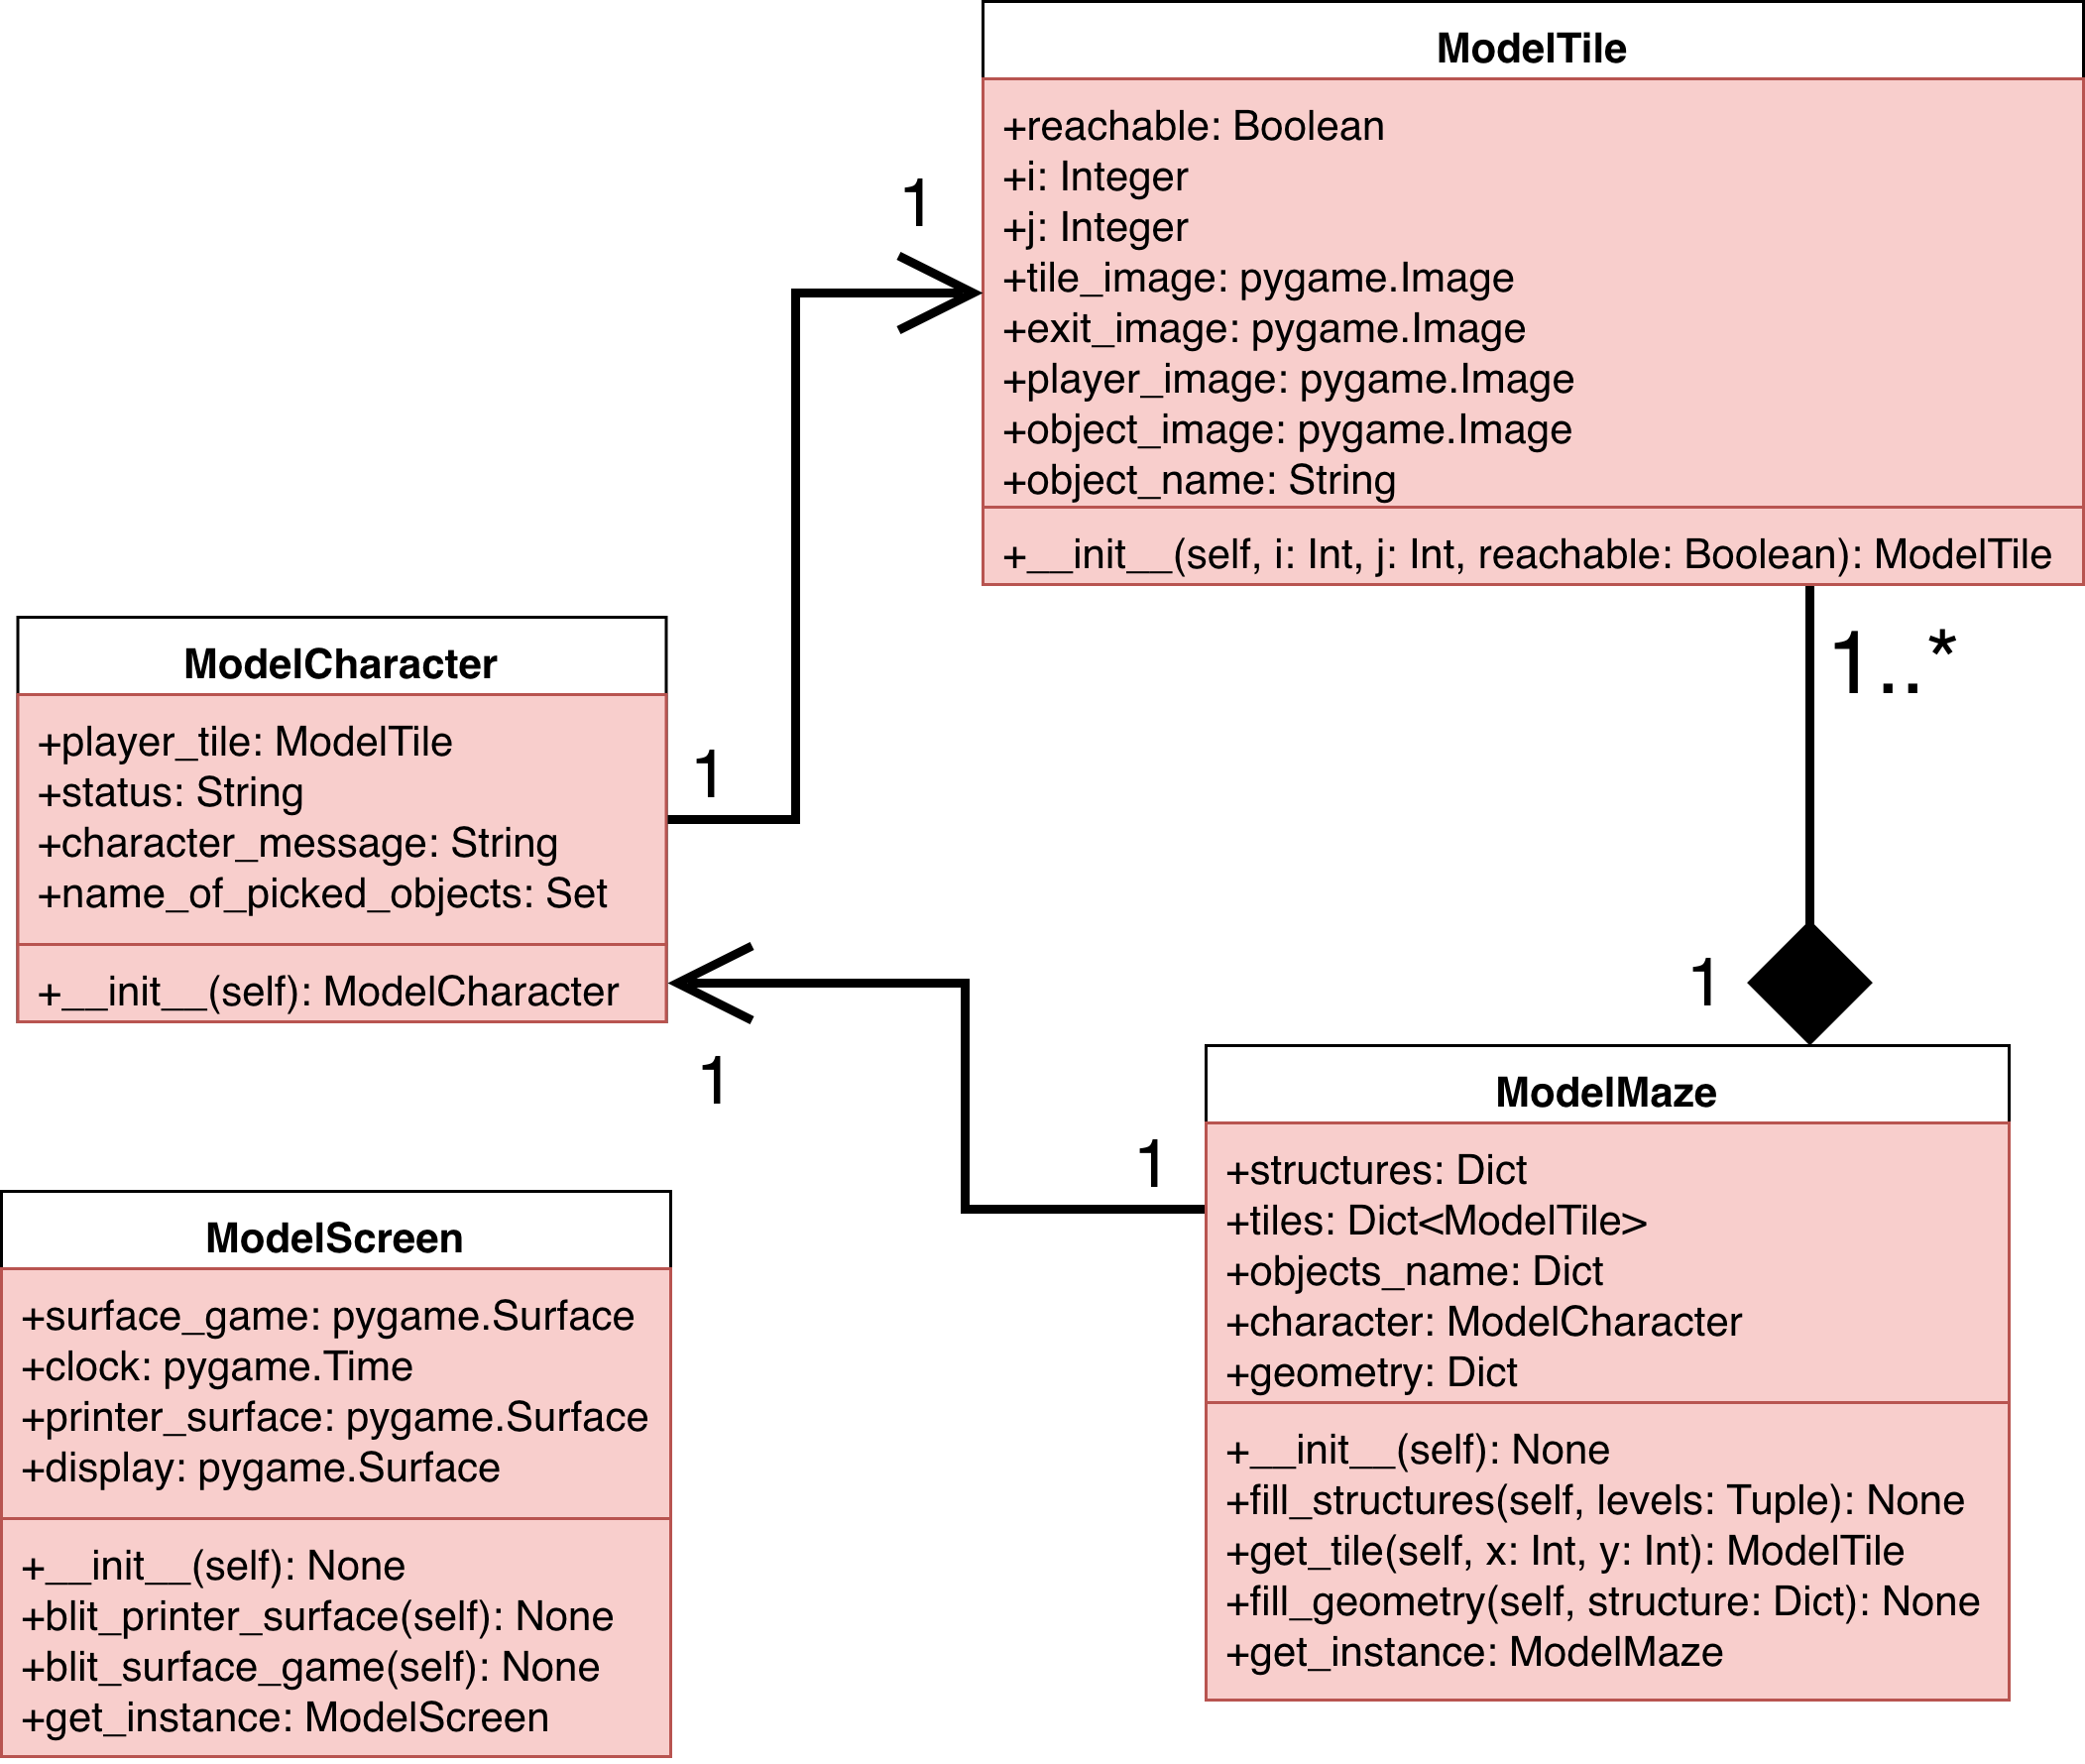 ModelTile
+reachable: Boolean
+i: Integer
+j: Integer
+tile_image: pygame.Image
+exit_image: pygame.Image
+player_image: pygame.Image
+object_image: pygame.Image
+object_name: String
+__init__(self, i: Int, j: Int, reachable: Boolean): ModelTile
1
1..*
ModelCharacter
+player_tile: ModelTile
+status: String
+character_message: String
+name_of_picked_objects: Set
+__init__(self): ModelCharacter
1
1
1
1
ModelMaze
+structures: Dict
+tiles: Dict<ModelTile>
+objects_name: Dict
+character: ModelCharacter
+geometry: Dict
+__init__(self): None
+fill_structures(self, levels: Tuple): None
+get_tile(self, x: Int, y: Int): ModelTile
+fill_geometry(self, structure: Dict): None
+get_instance: ModelMaze
ModelScreen
+surface_game: pygame.Surface
+clock: pygame.Time
+printer_surface: pygame.Surface
+display: pygame.Surface
+__init__(self): None
+blit_printer_surface(self): None
+blit_surface_game(self): None
+get_instance: ModelScreen